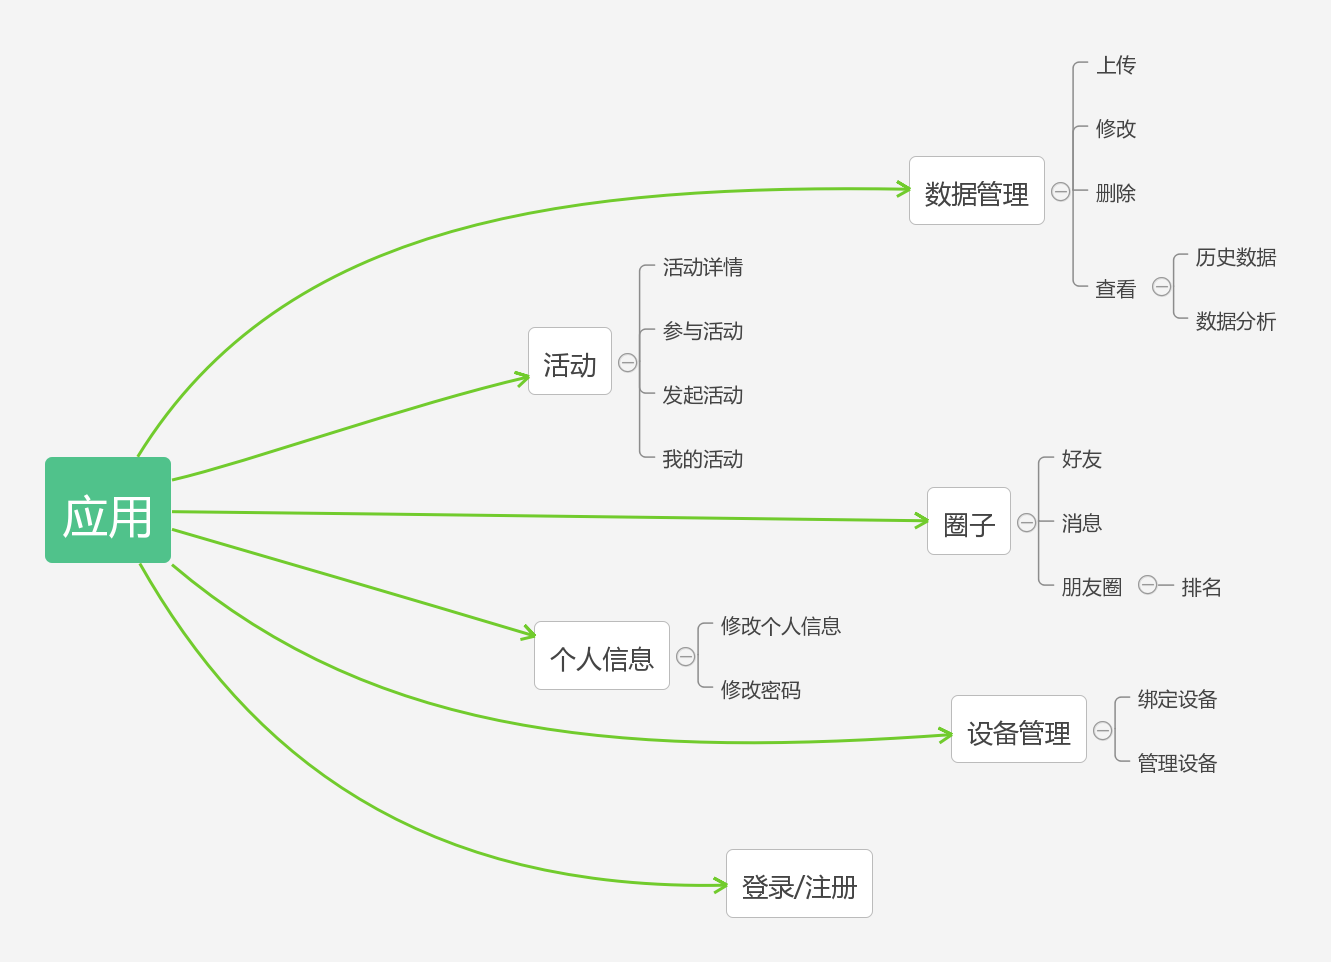 应用
数据管理
上传
修改
删除
查看
历史数据
数据分析
活动
活动详情
参与活动
发起活动
我的活动
圈子
好友
消息
朋友圈
排名
个人信息
修改个人信息
修改密码
设备管理
绑定设备
管理设备
登录/注册